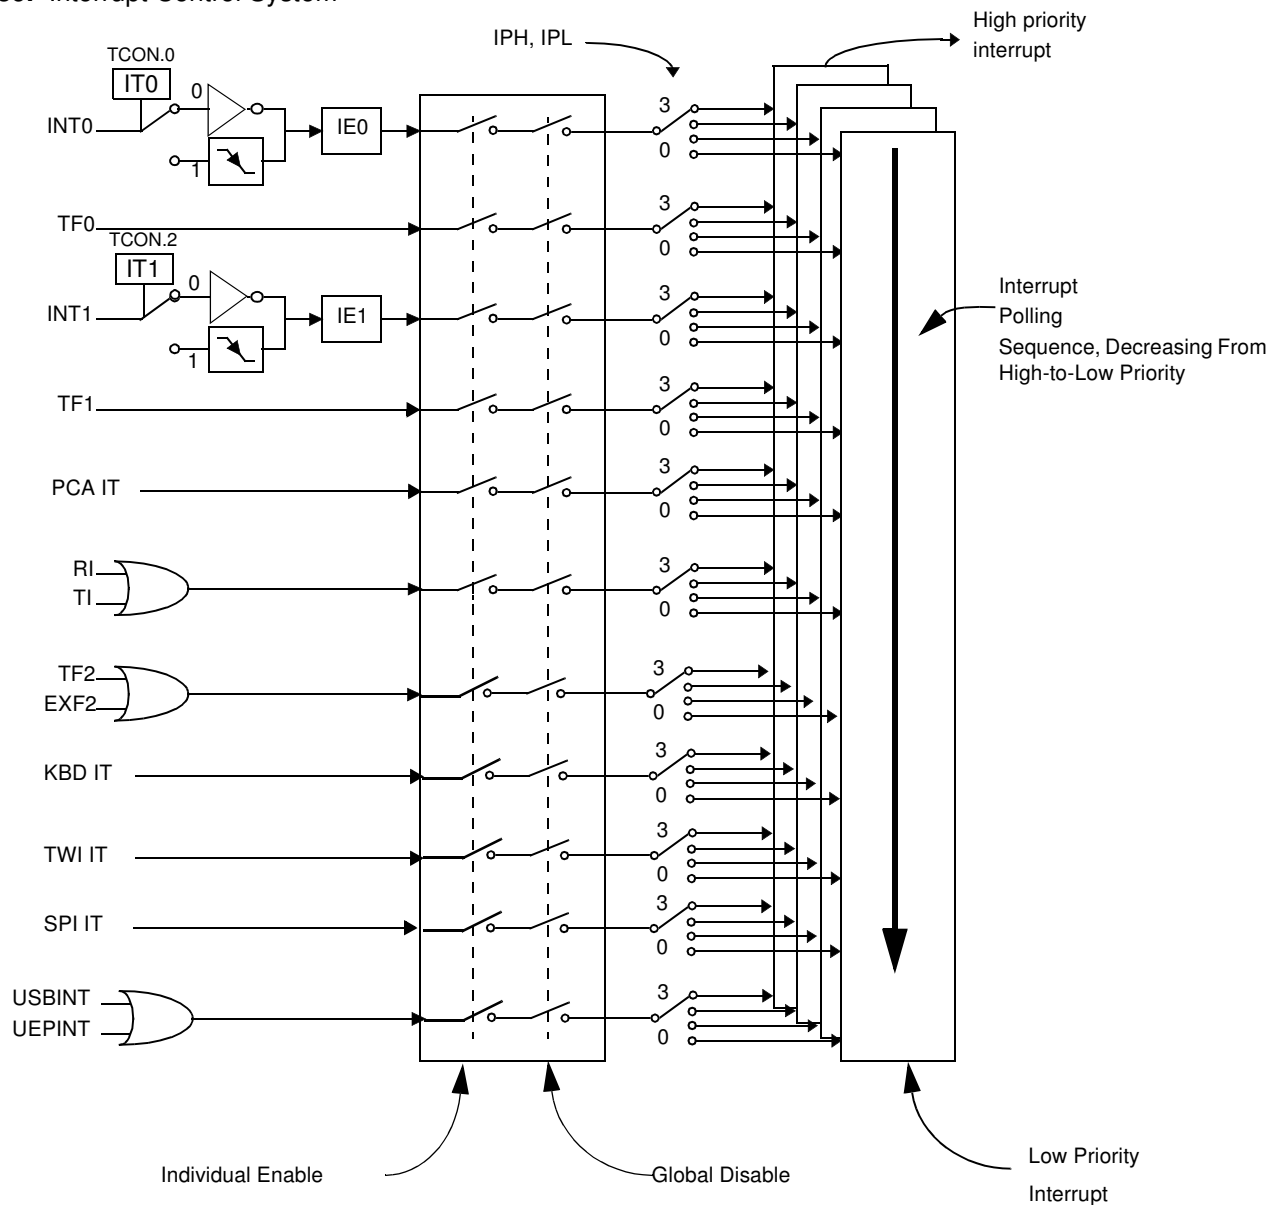 Interrupt Control System
High priority
interrupt
IPH, IPL
TCON.0
IT0
0
INT0
1
IE0
3
0
TF0
3
0
TCON.2
IT1
0
INT1
1
IE1
3
0
Interrupt
Polling
Sequence, Decreasing From
High-to-Low Priority
TF1
3
0
PCA IT
3
0
RI
TI
3
0
TF2
EXF2
3
0
KBD IT
3
0
TWI IT
3
0
SPI IT
3
0
USBINT
UEPINT
3
0
Individual Enable
Global Disable
Low Priority
Interrupt